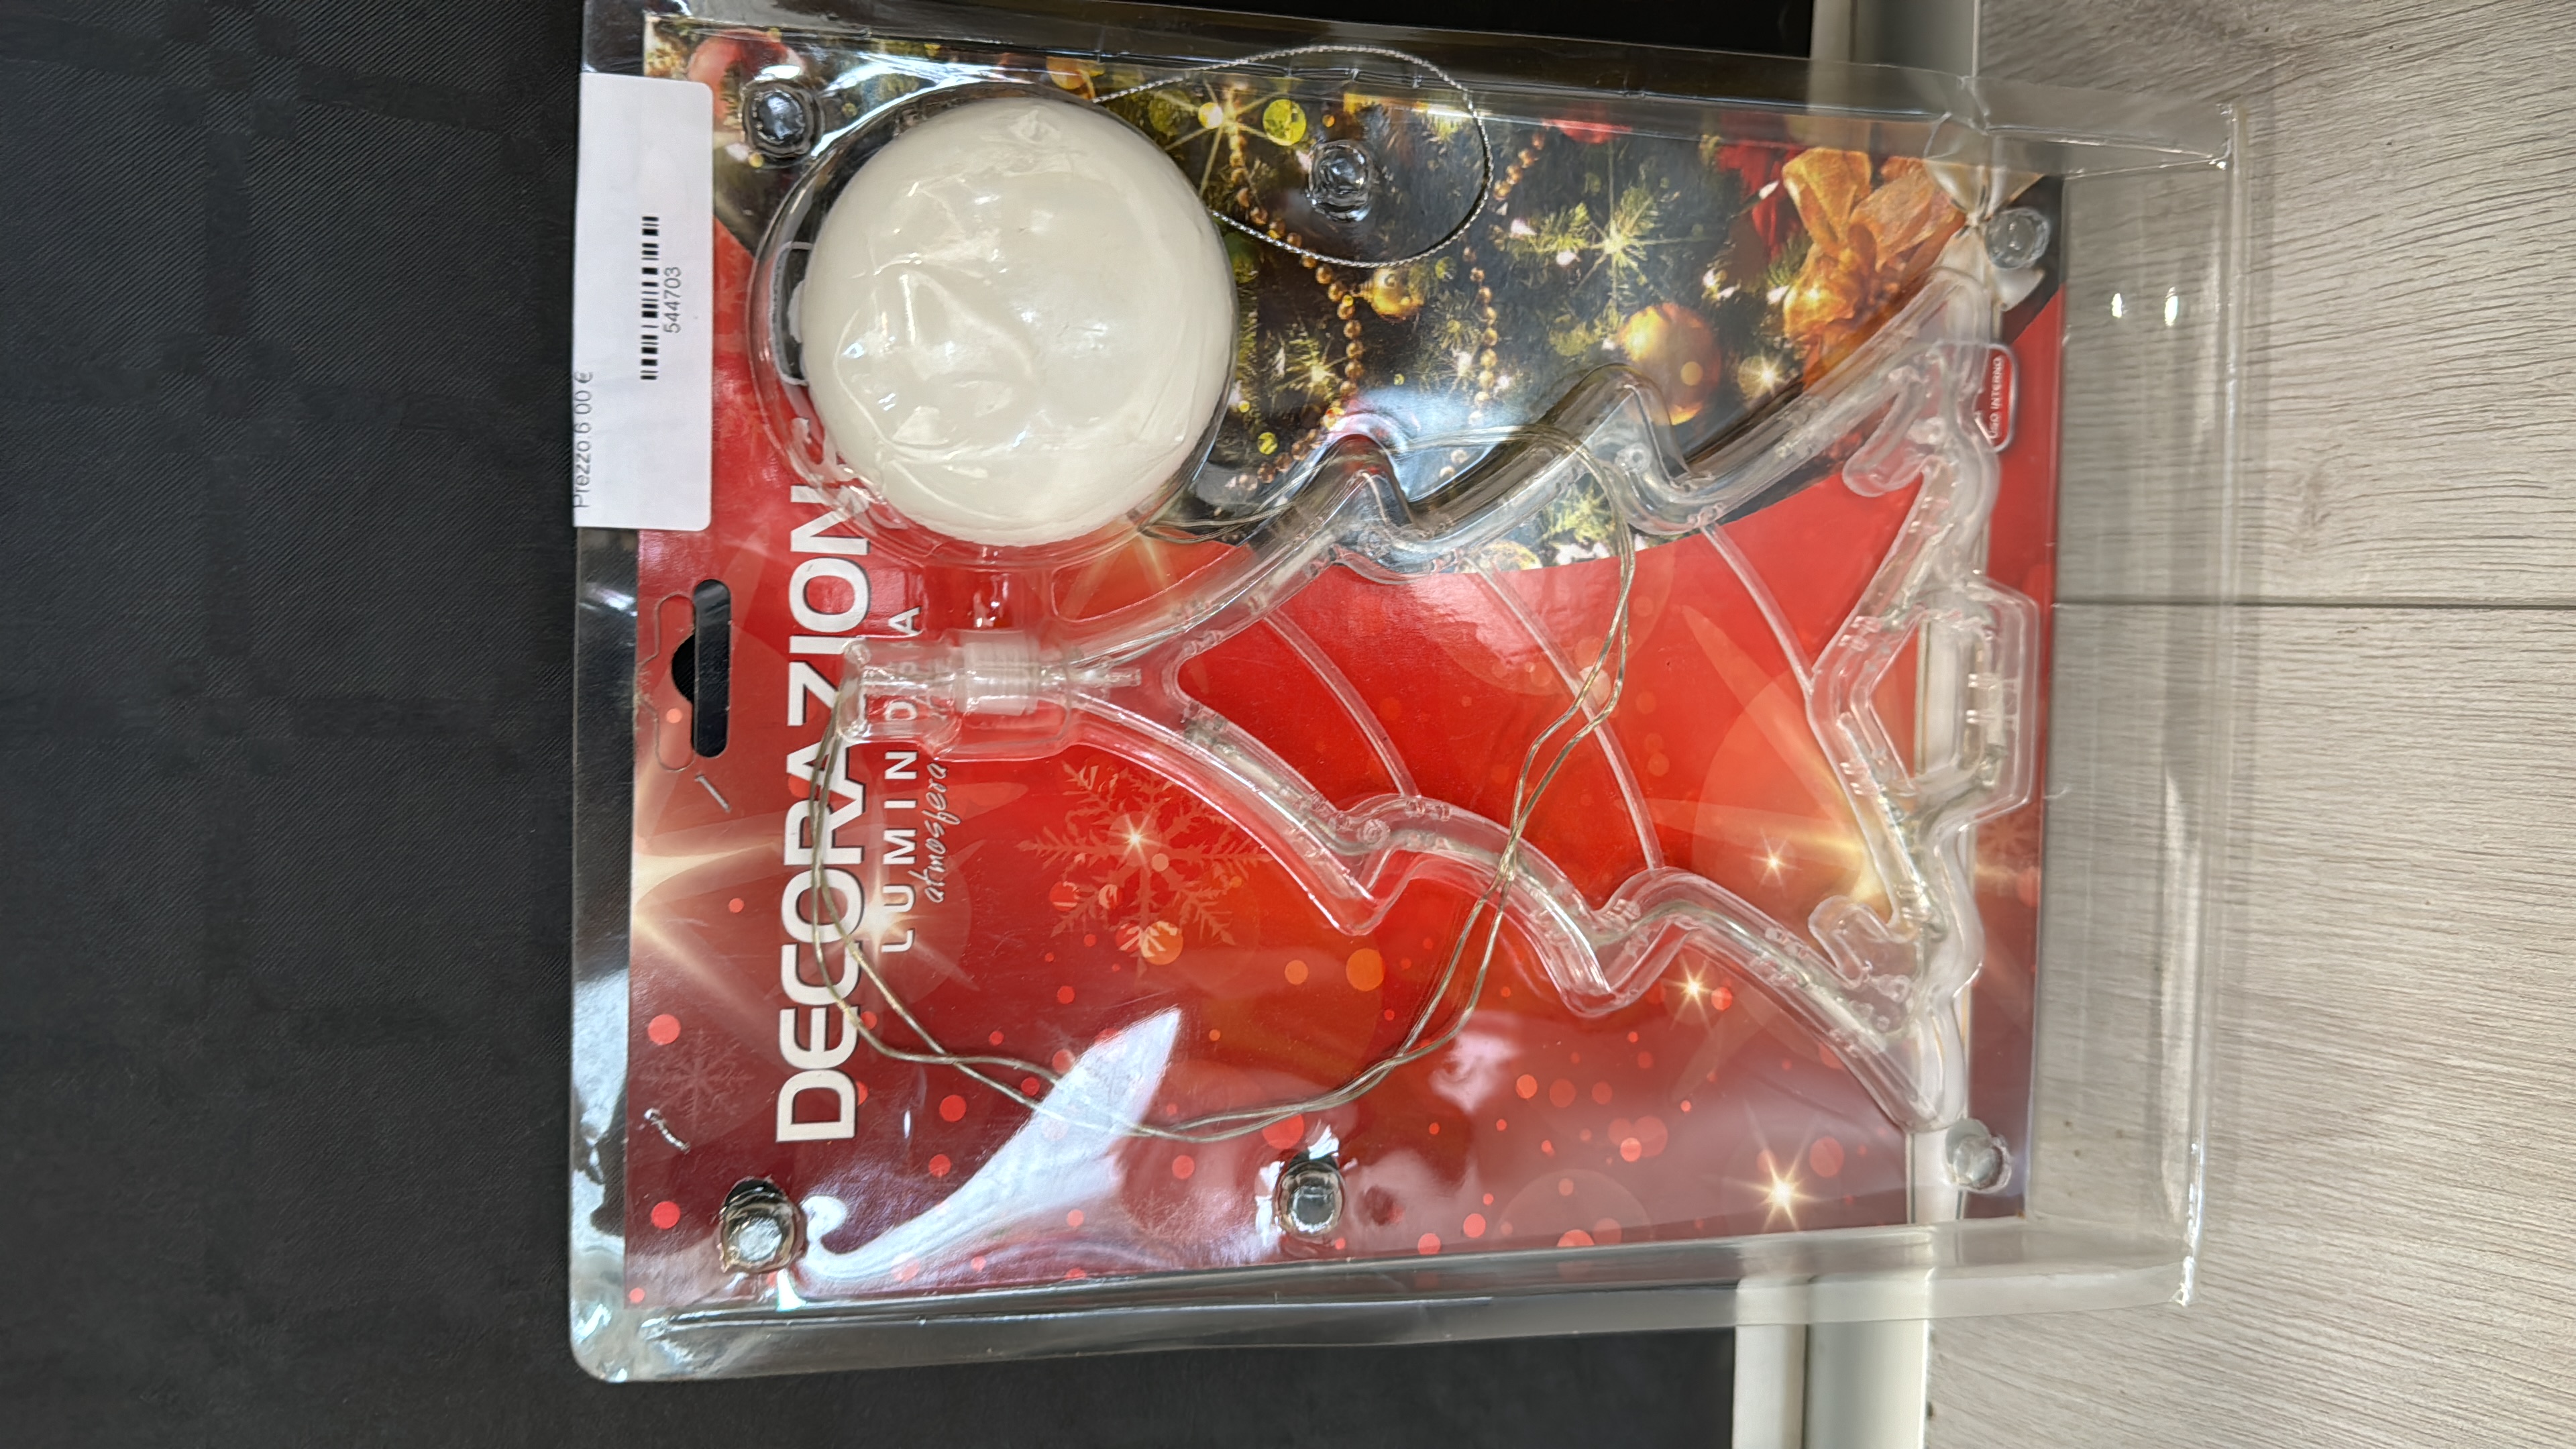 Prezzo 6 00 €
544703
DECORAZIONE
LUMINOSA
atmosfera
USO INTERNO